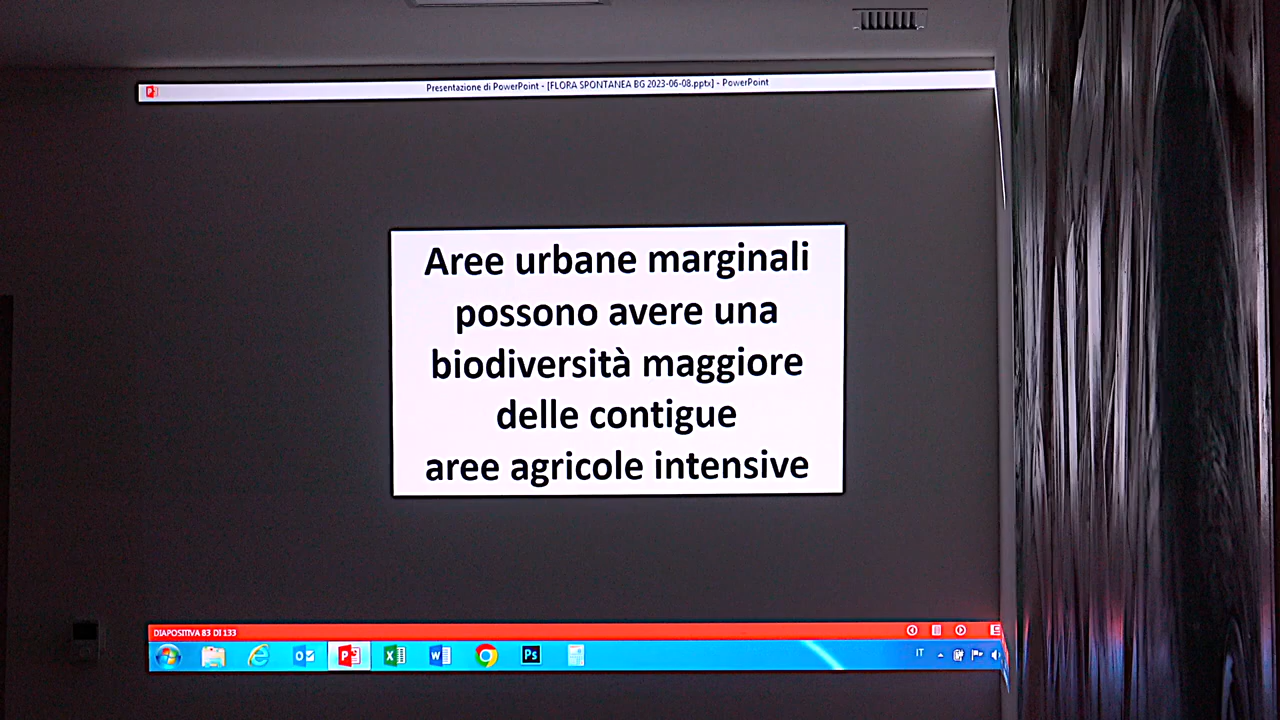 Presentazione di PowerPoint - [FLORA SPONTANEA BG 2023-06-08.pptx] - PowerPoint
Aree urbane marginali
possono avere una
biodiversità maggiore
delle contigue
aree agricole intensive
DIAPOSITIVA 83 DI 133
Ps
IT